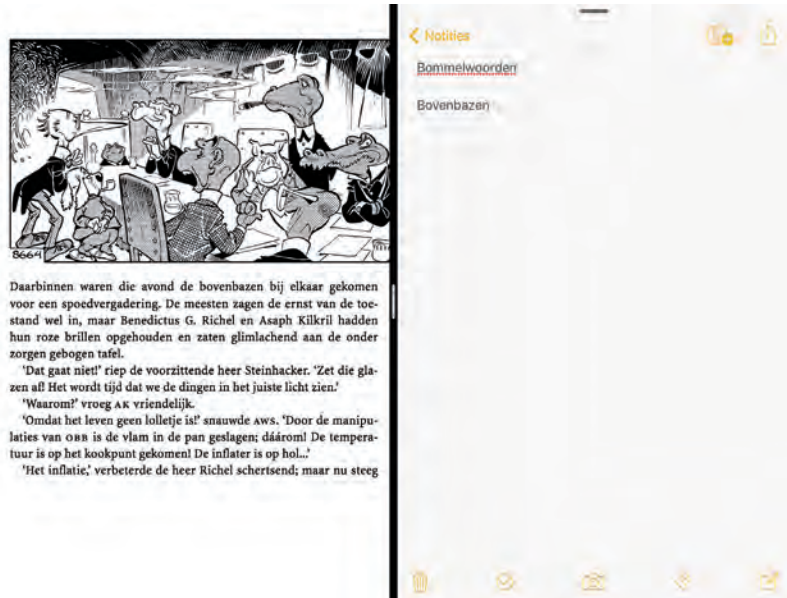 8664
Daarbinnen waren die avond de bovenbazen bij elkaar gekomen
voor een spoedvergadering. De meesten zagen de ernst van de toe-
stand wel in, maar Benedictus G. Richel en Asaph Kilkril hadden
hun roze brillen opgehouden en zaten glimlachend aan de onder
zorgen gebogen tafel.
'Dat gaat niet!' riep de voorzittende heer Steinhacker. 'Zet die gla-
zen af! Het wordt tijd dat we de dingen in het juiste licht zien.'
'Waarom?' vroeg AK vriendelijk.
'Omdat het leven geen lolletje is!' snauwde AWS. 'Door de manipu-
laties van OBB is de vlam in de pan geslagen; dáárom! De tempera-
tuur is op het kookpunt gekomen! De inflater is op hol...'
'Het inflatie,' verbeterde de heer Richel schertsend; maar nu steeg
Notities
Bommelwoorden
Bovenbazen